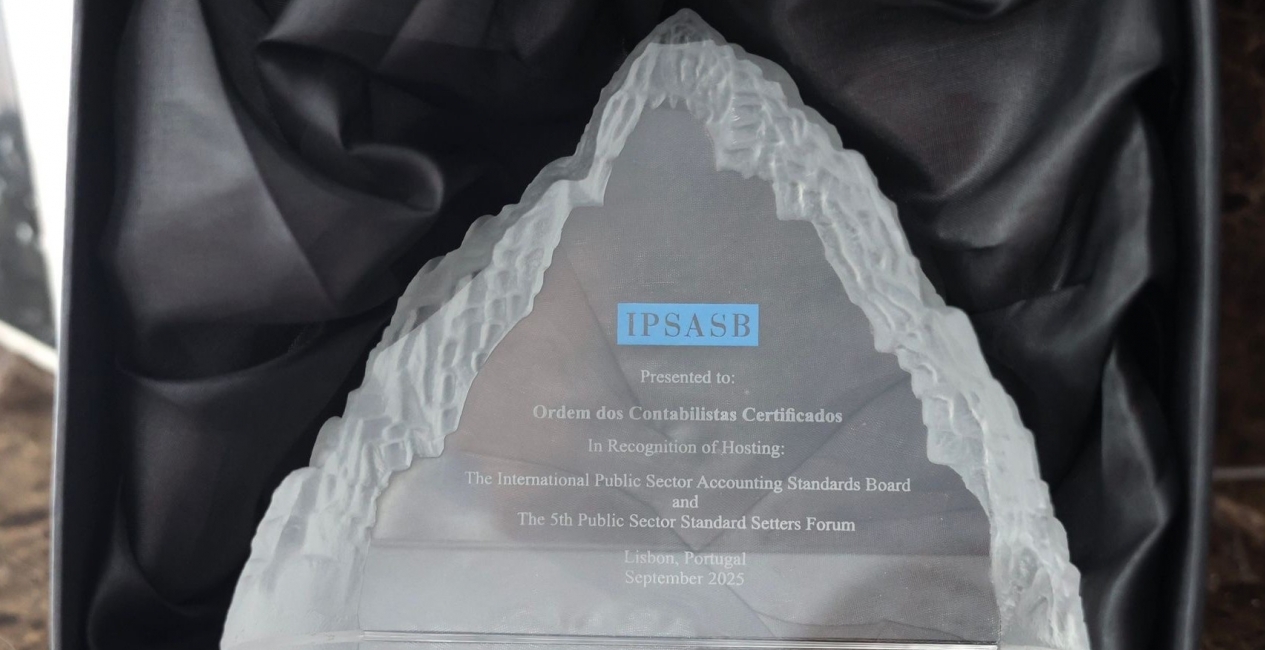 IPSASB
Presented to:
Ordem dos Contabilistas Certificados
In Recognition of Hosting:
The International Public Sector Accounting Standards Board
and
The 5th Public Sector Standard Setters Forum
Lisbon, Portugal
September 2025